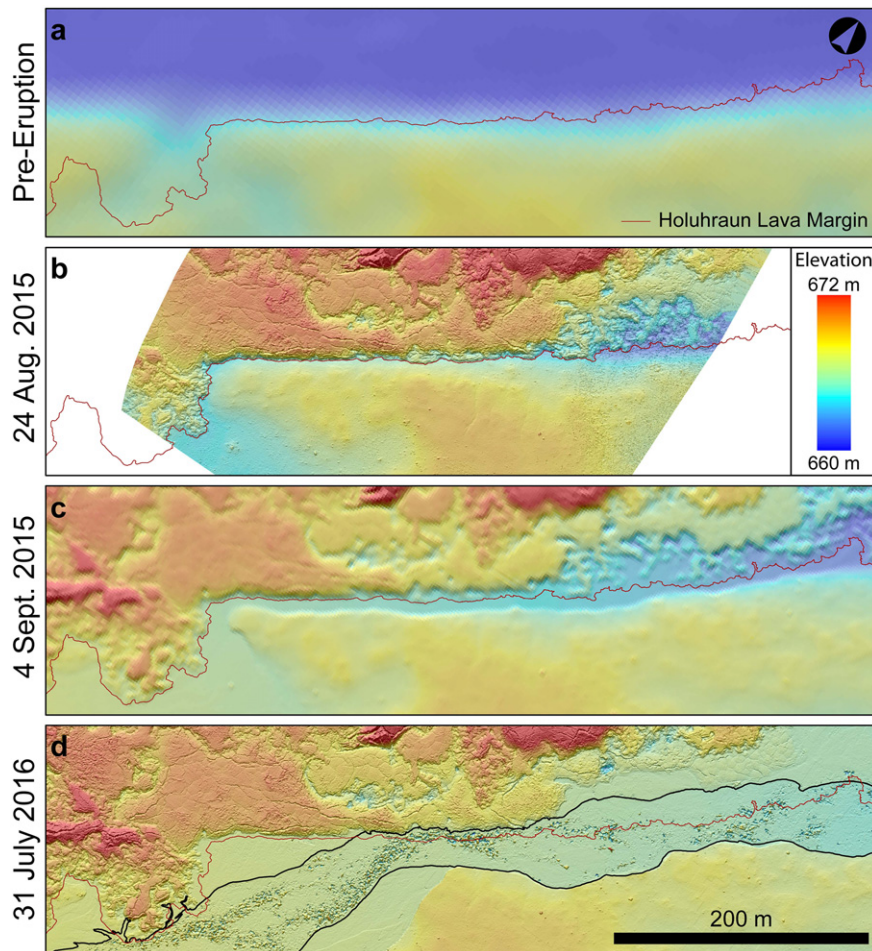 a
Pre-Eruption
Holuhraun Lava Margin
b
24 Aug. 2015
Elevation
672 m
660 m
c
4 Sept. 2015
d
31 July 2016
200 m